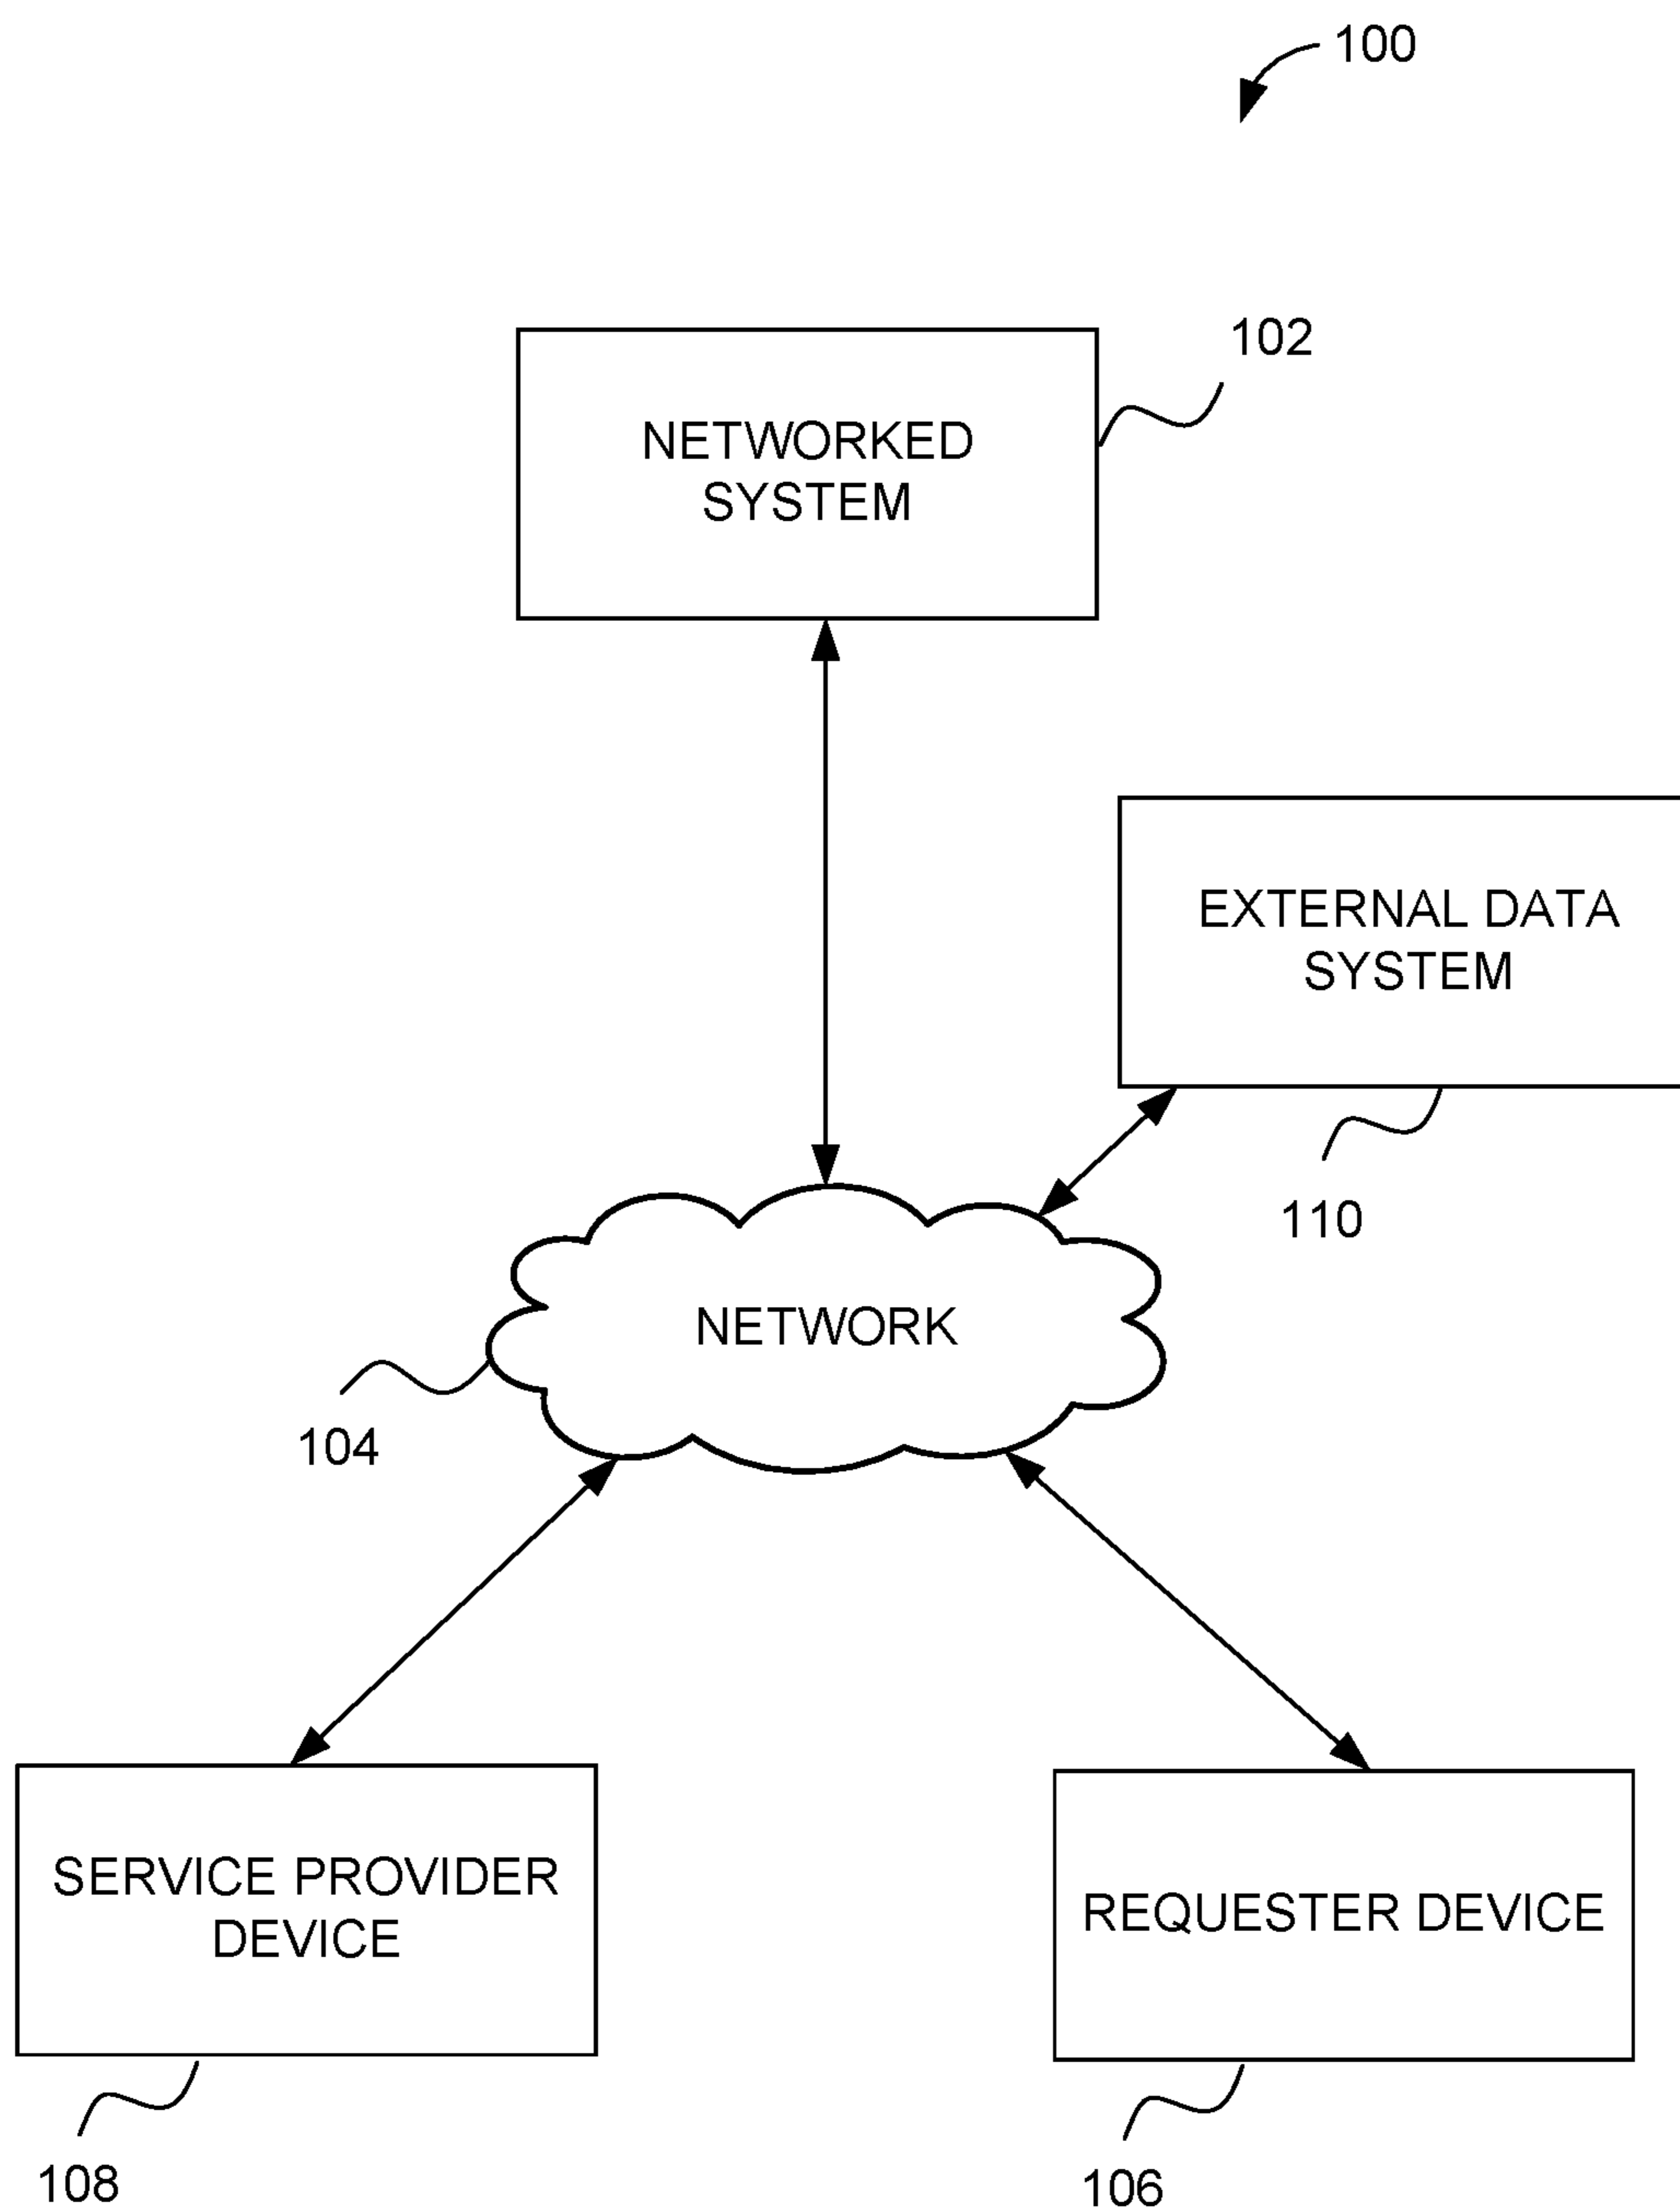 100
102
NETWORKED
SYSTEM
EXTERNAL DATA
SYSTEM
110
NETWORK
104
SERVICE PROVIDER
DEVICE
REQUESTER DEVICE
108
106